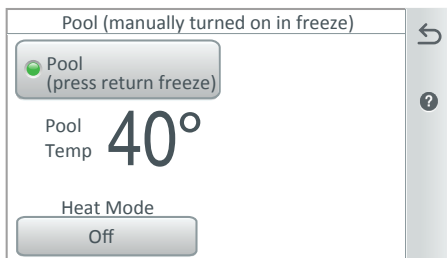 Pool (manually turned on in freeze)
Pool
(press return freeze)
Pool
Temp
40°
Heat Mode
Off
?